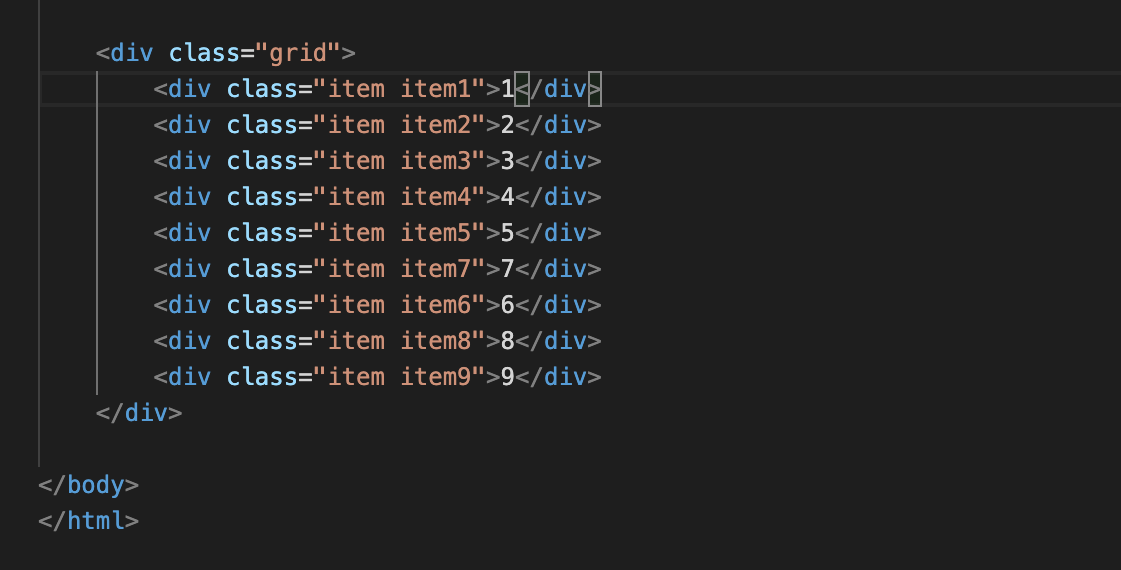 <div class="grid">
<div class="item item1">1</div>
<div class="item item2">2</div>
<div class="item item3">3</div>
<div class="item item4">4</div>
<div class="item item5">5</div>
<div class="item item7">7</div>
<div class="item item6">6</div>
<div class="item item8">8</div>
<div class="item item9">9</div>
</div>
</body>
</html>